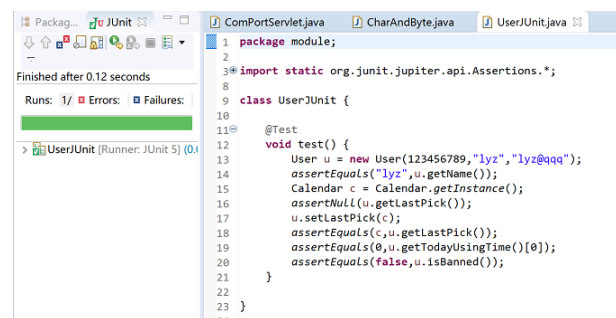 Packag... JUnit
Finished after 0.12 seconds
Runs: 1/ Errors: Failures:
UserJUnit [Runner: JUnit 5] (0.0
ComPortServlet.java CharAndByte.java UserJUnit.java
1 package module;
2
3 import static org.junit.jupiter.api.Assertions.*;
8
9 class UserJUnit {
10
11 @Test
12 void test() {
13 User u = new User(123456789,"lyz","lyz@qqq");
14 assertEquals("lyz",u.getName());
15 Calendar c = Calendar.getInstance();
16 assertNull(u.getLastPick());
17 u.setLastPick(c);
18 assertEquals(c,u.getLastPick());
19 assertEquals(0,u.getTodayUsingTime()[0]);
20 assertEquals(false,u.isBanned());
21 }
22
23 }